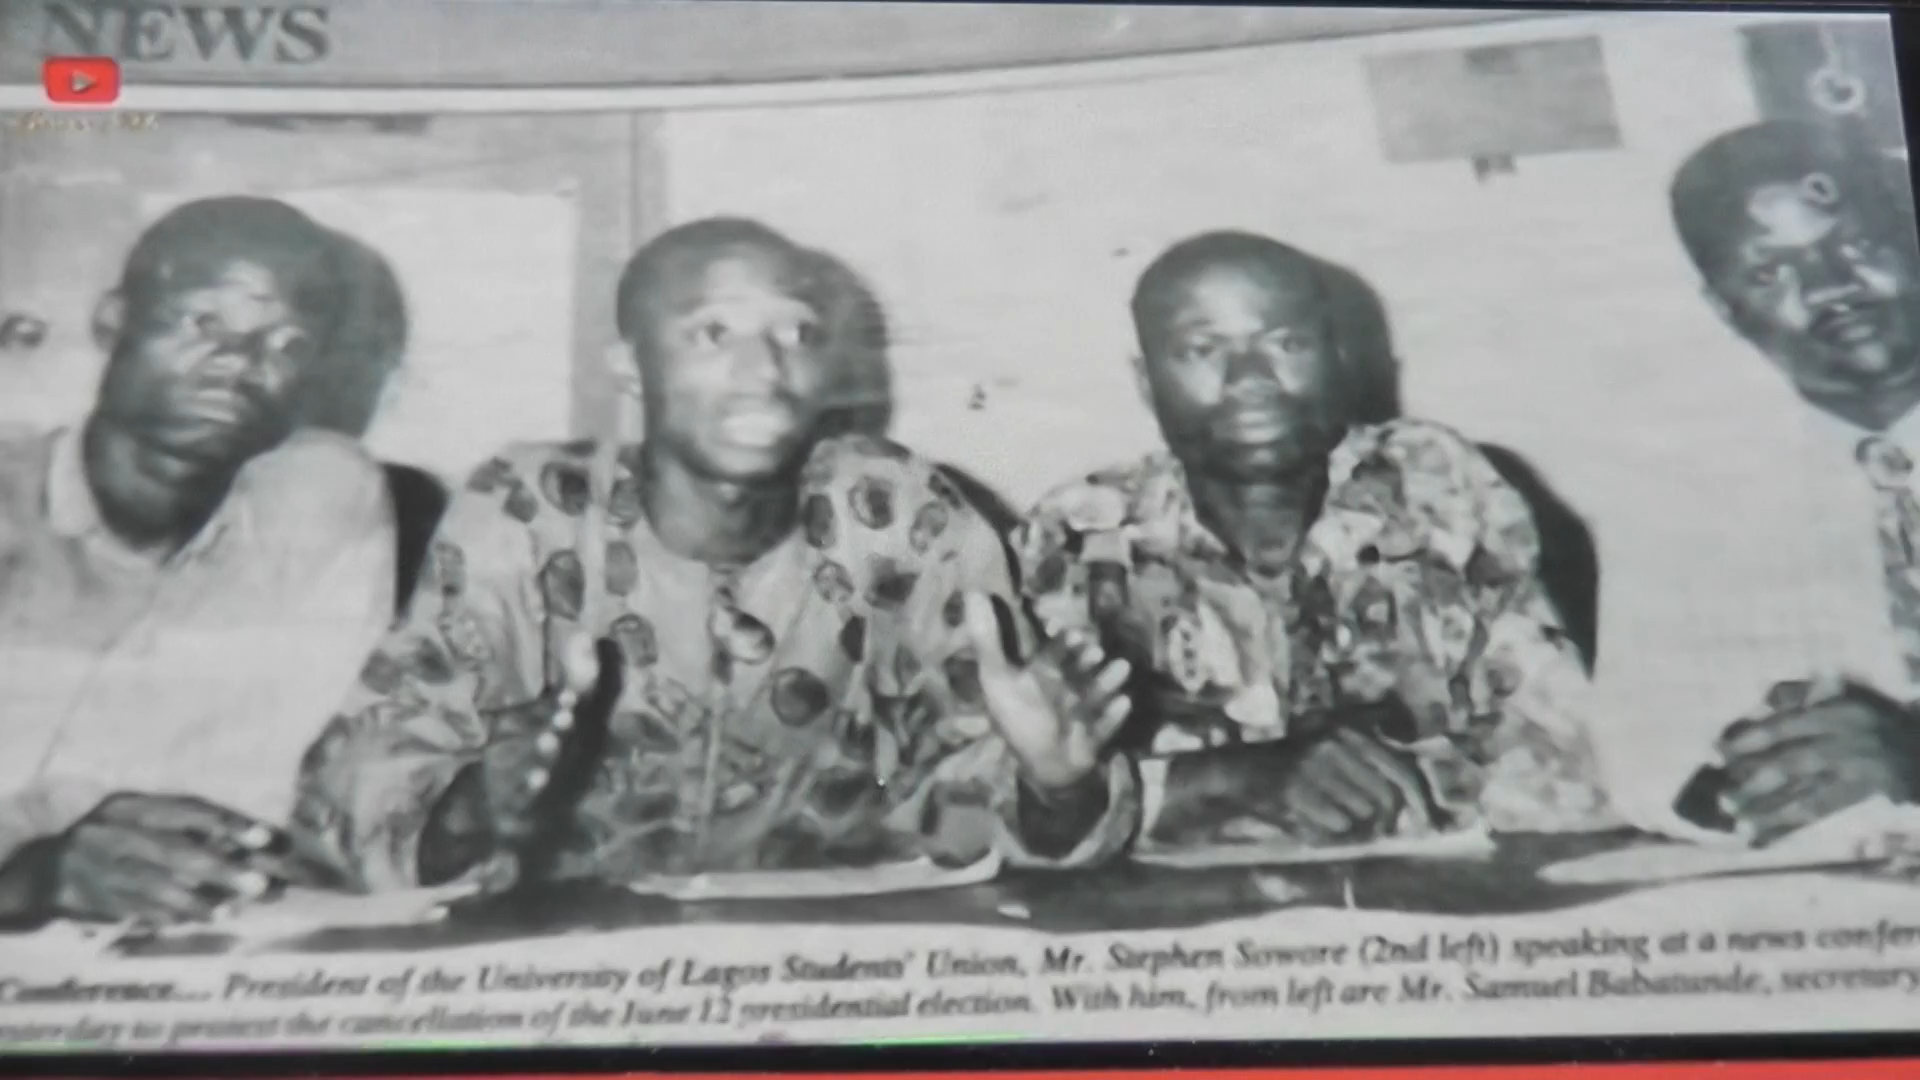 NEWS
Conference... President of the University of Lagos Students' Union, Mr. Stephen Sowore (2nd left) speaking at a news confer
yesterday to protest the cancellation of the June 12 presidential election. With him, from left are Mr. Samuel Babatunde, secretary,